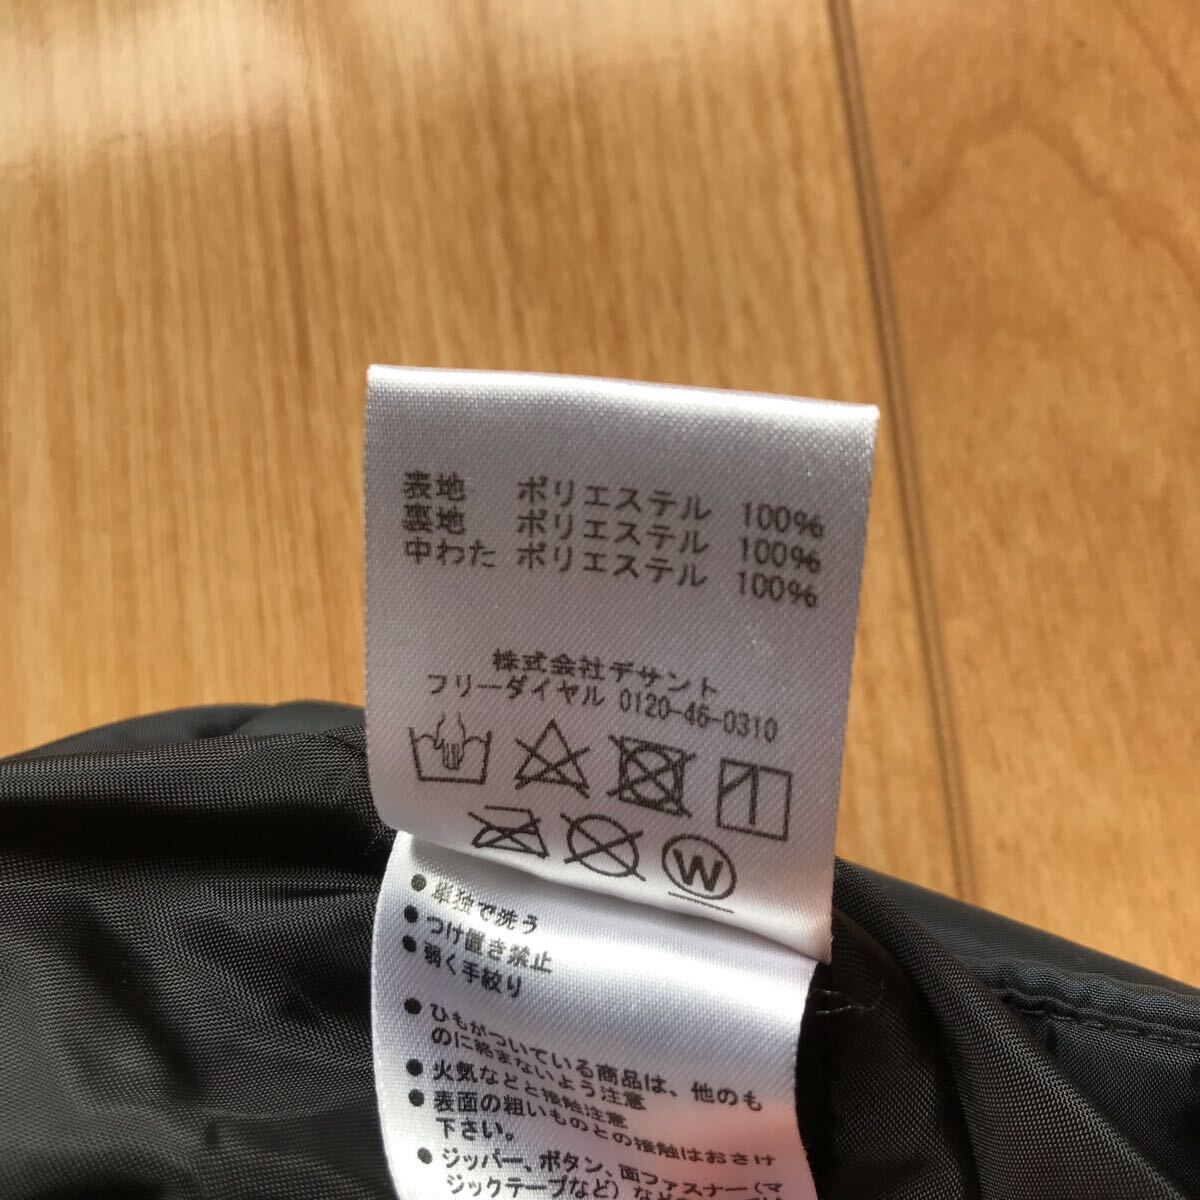 表地 ポリエステル 100%
裏地 ポリエステル 100%
中わた ポリエステル 100%
株式会社デサント
フリーダイヤル 0120-46-0310
W
● 単独で洗う
● つけ置き禁止
● 弱く手絞り
● ひもがついている商品は、他のも
のに絡まないよう注意
● 火気などと接触注意
● 表面の粗いものとの接触はおさけ
下さい。
● ジッパー、ボタン、面ファスナー(マ
ジックテープなど)など